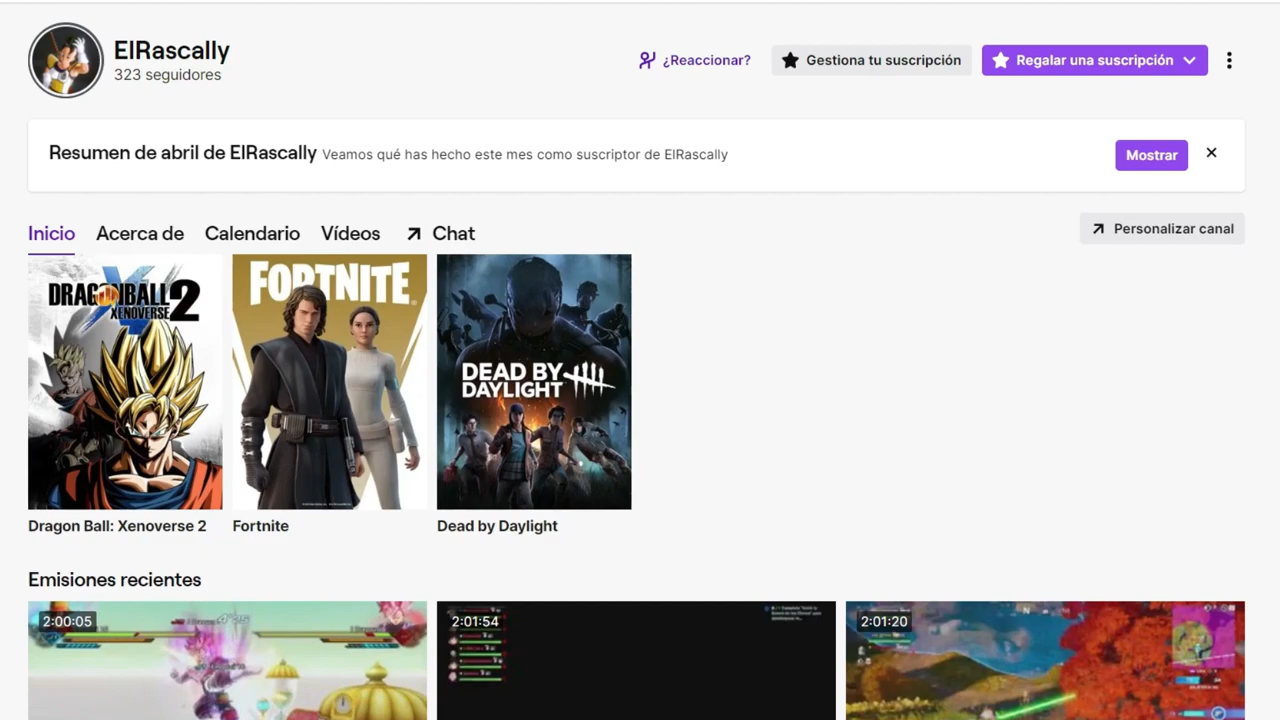 ElRascally
323 seguidores
¿Reaccionar?
Gestiona tu suscripción
Regalar una suscripción
Resumen de abril de ElRascally Veamos qué has hecho este mes como suscriptor de ElRascally
Mostrar
Inicio Acerca de Calendario Vídeos Chat
Personalizar canal
DRAGON BALL
XENOVERSE 2
FORTNITE
DEAD BY
DAYLIGHT
Dragon Ball: Xenoverse 2
Fortnite
Dead by Daylight
Emisiones recientes
2:00:05
2:01:54
2:01:20